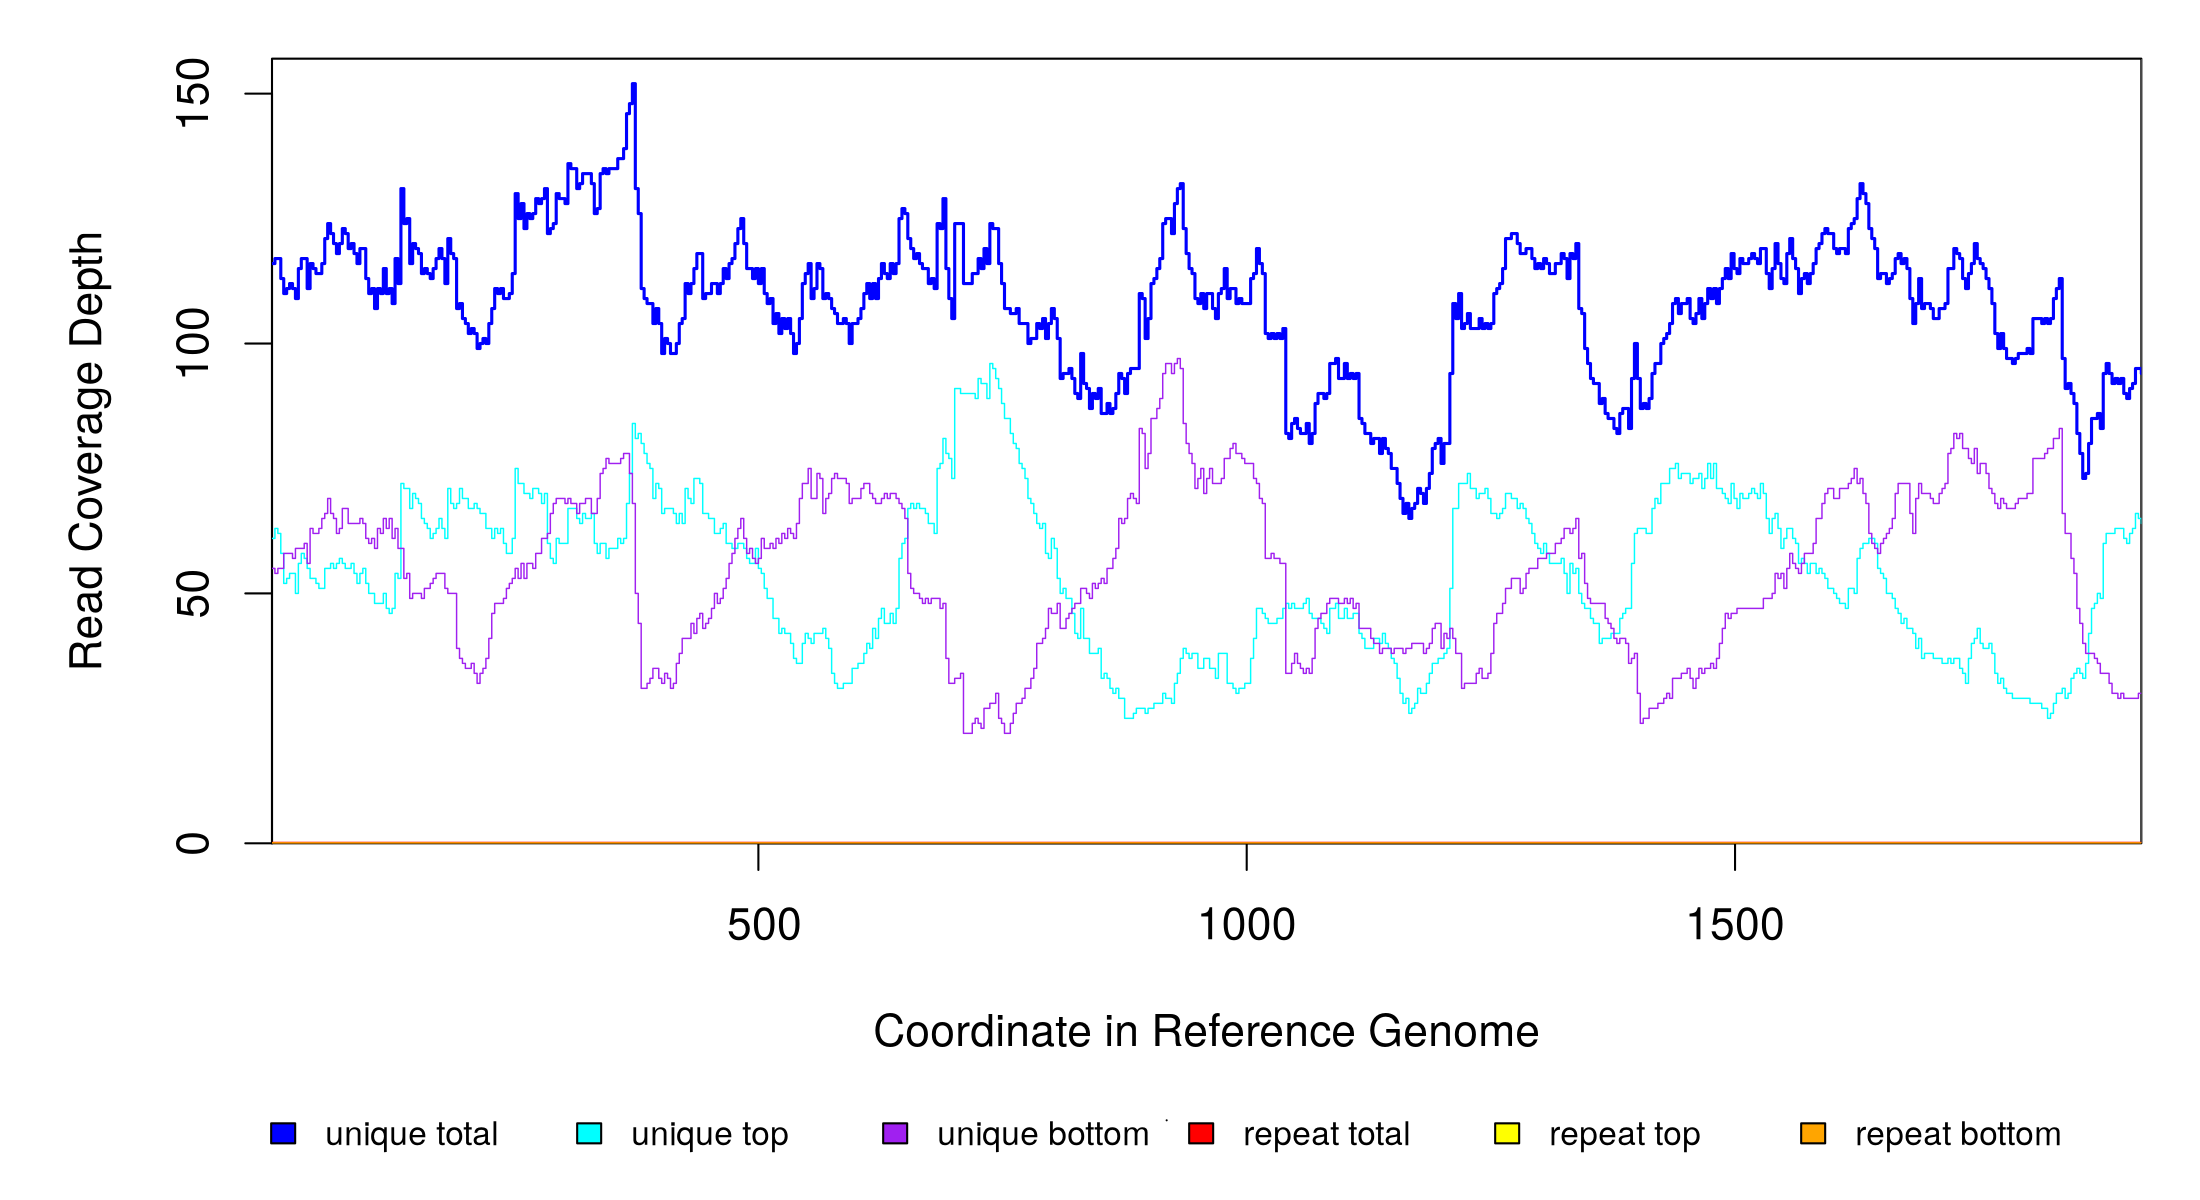 150
100
50
0
Read Coverage Depth
500 1000 1500
Coordinate in Reference Genome
unique total unique top unique bottom repeat total repeat top repeat bottom